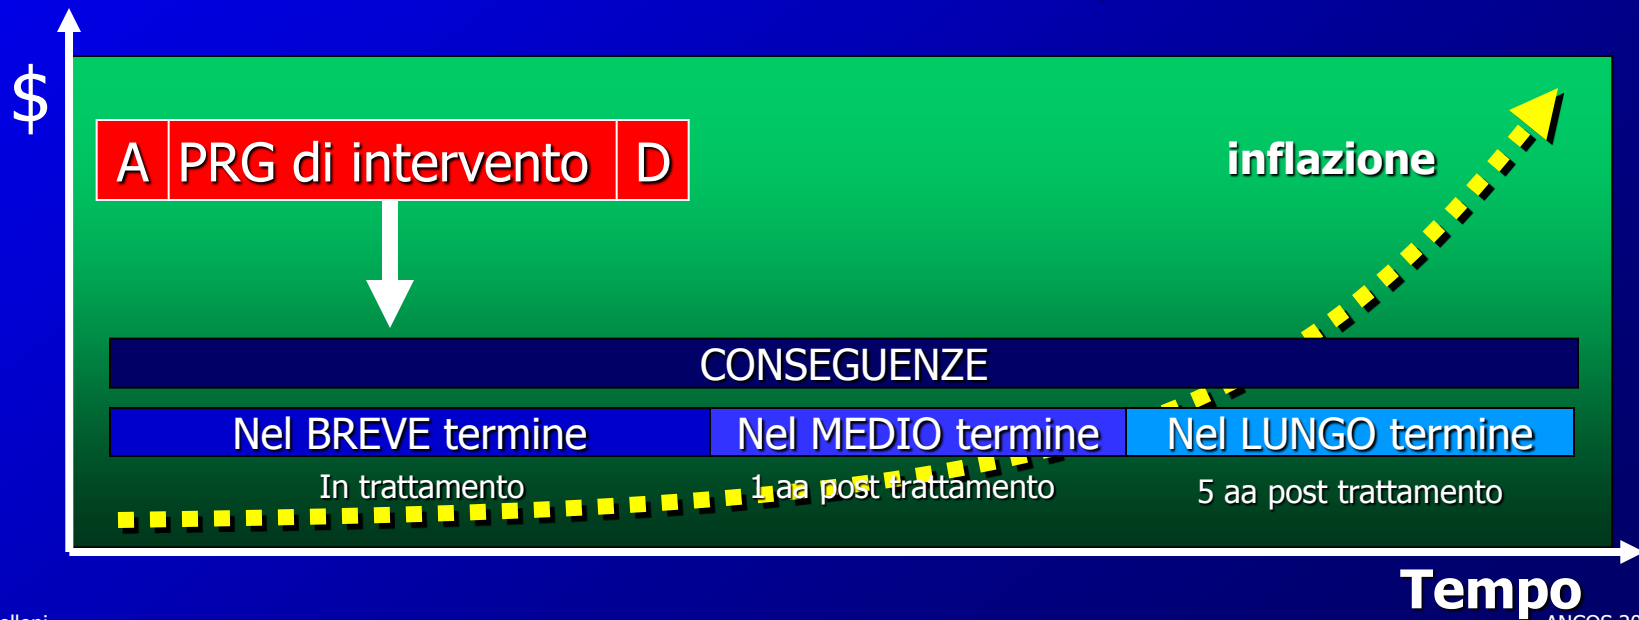 $
A PRG di intervento D
inflazione
CONSEGUENZE
Nel BREVE termine Nel MEDIO termine Nel LUNGO termine
In trattamento 1 aa post trattamento 5 aa post trattamento
Tempo